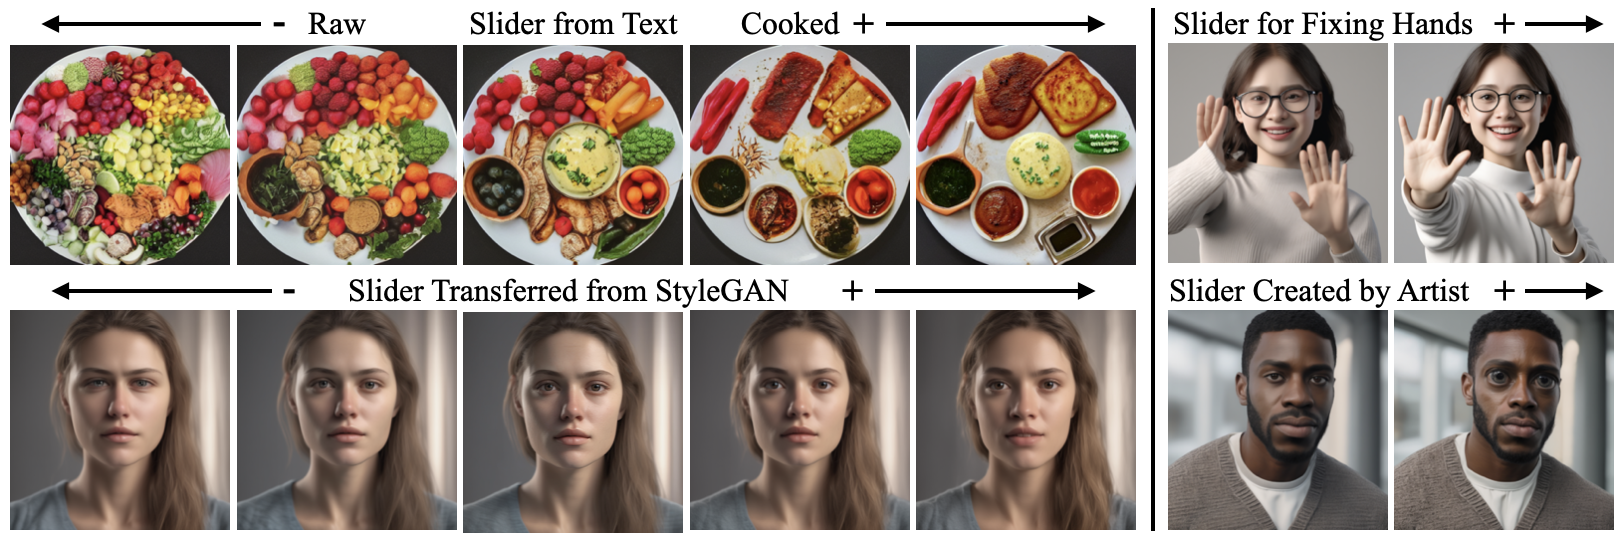 - Raw Slider from Text Cooked +
Slider for Fixing Hands +
- Slider Transferred from StyleGAN +
Slider Created by Artist +